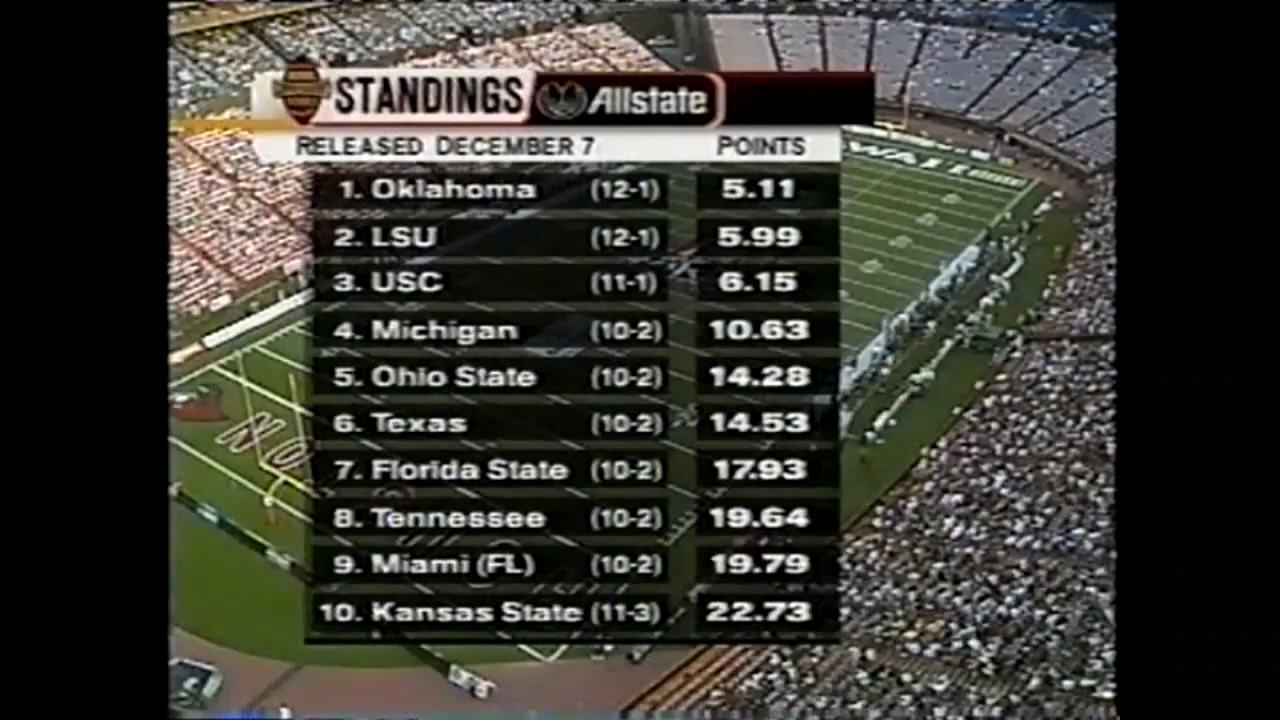 STANDINGS Allstate
RELEASED DECEMBER 7 POINTS
1. Oklahoma (12-1) 5.11
2. LSU (12-1) 5.99
3. USC (11-1) 6.15
4. Michigan (10-2) 10.63
5. Ohio State (10-2) 14.28
6. Texas (10-2) 14.53
7. Florida State (10-2) 17.93
8. Tennessee (10-2) 19.64
9. Miami (FL) (10-2) 19.79
10. Kansas State (11-3) 22.73